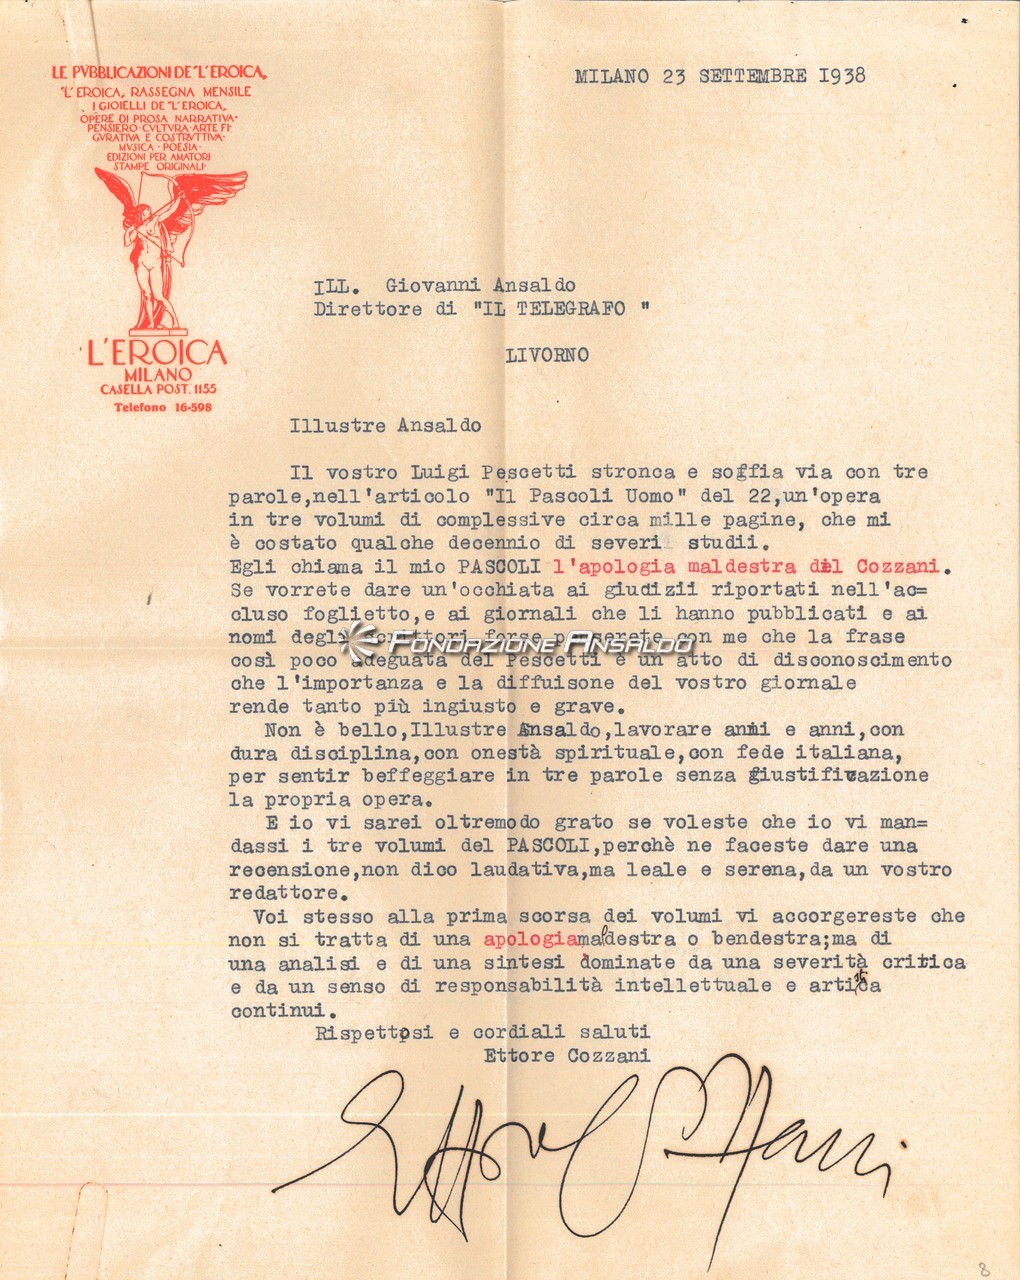 LE PVBBLICAZIONI DE "L'EROICA„
"L'EROICA„ RASSEGNA MENSILE
I GIOIELLI DE "L'EROICA„
OPERE DI PROSA NARRATIVA·
PENSIERO·CVLTVRA·ARTE FI
GVRATIVA E COSTRVTTIVA·
MVSICA·POESIA·
EDIZIONI PER AMATORI
STAMPE ORIGINALI·
L'EROICA
MILANO
CASELLA POST. 1155
Telefono 16-598
MILANO 23 SETTEMBRE 1938
ILL. Giovanni Ansaldo
Direttore di "IL TELEGRAFO "
LIVORNO
Illustre Ansaldo
Il vostro Luigi Pescetti stronca e soffia via con tre
parole,nell'articolo "Il Pascoli Uomo" del 22,un'opera
in tre volumi di complessive circa mille pagine, che mi
è costato qualche decennio di severi studii.
Egli chiama il mio PASCOLI l'apologia maldestra del Cozzani.
Se vorrete dare un'occhiata ai giudizii riportati nell'ac=
cluso foglietto,e ai giornali che li hanno pubblicati e ai
nomi degli scrittori forse penserete con me che la frase
così poco adeguata del Pescetti è un atto di disconoscimento
che l'importanza e la diffuisone del vostro giornale
rende tanto più ingiusto e grave.
Non è bello,Illustre Ansaldo,lavorare anni e anni,con
dura disciplina,con onestà spirituale,con fede italiana,
per sentir beffeggiare in tre parole senza giustificazione
la propria opera.
E io vi sarei oltremodo grato se voleste che io vi man=
dassi i tre volumi del PASCOLI,perchè ne faceste dare una
recensione,non dico laudativa,ma leale e serena,da un vostro
redattore.
Voi stesso alla prima scorsa dei volumi vi accorgereste che
non si tratta di una apologia maldestra o bendestra;ma di
una analisi e di una sintesi dominate da una severità critica
e da un senso di responsabilità intellettuale e artistica
continui.
Rispettosi e cordiali saluti
Ettore Cozzani
Ettore Cozzani
FONDAZIONE ANSALDO
8